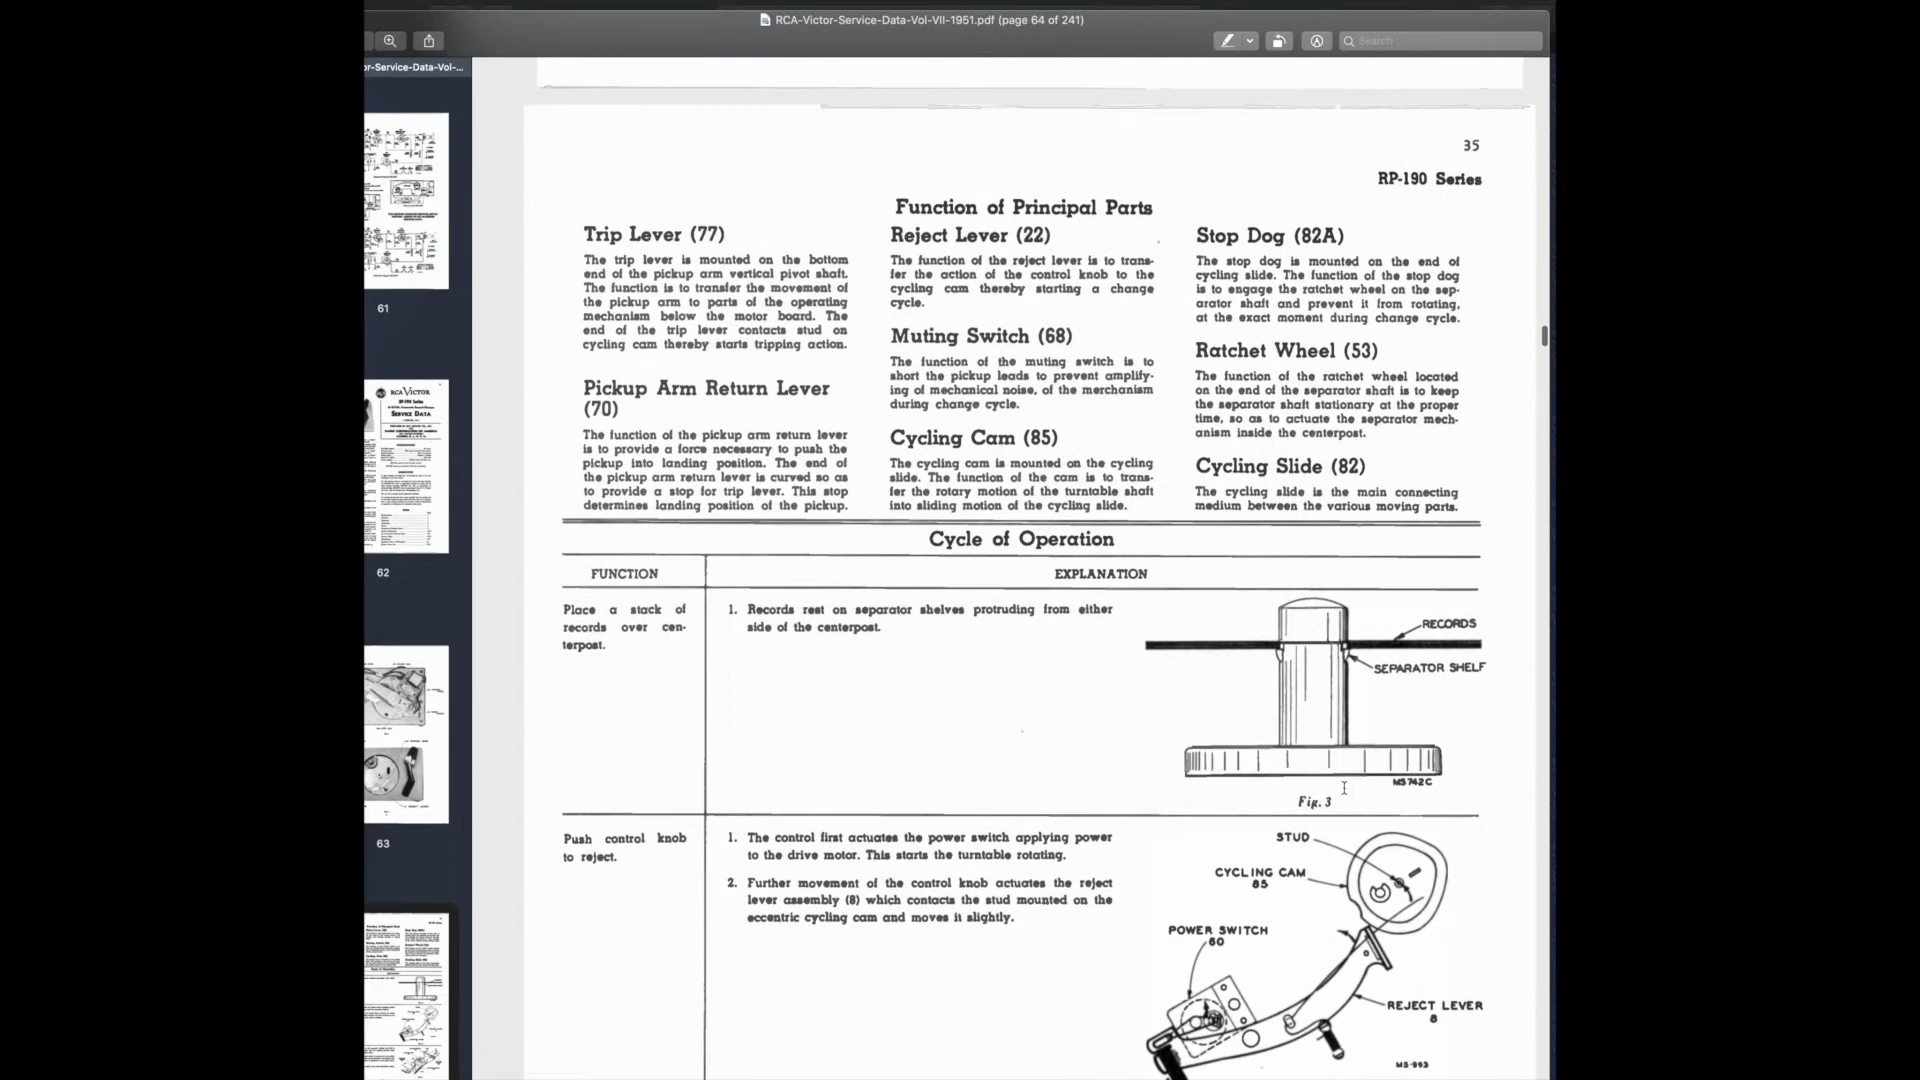 RCA-Victor-Service-Data-Vol-VII-1951.pdf (page 64 of 241)
Search
or-Service-Data-Vol-...
61
RCA VICTOR
RP-190 Series
SERVICE DATA
62
63
35
RP-190 Series
Function of Principal Parts
Trip Lever (77)
The trip lever is mounted on the bottom
end of the pickup arm vertical pivot shaft.
The function is to transfer the movement of
the pickup arm to parts of the operating
mechanism below the motor board. The
end of the trip lever contacts stud on
cycling cam thereby starts tripping action.
Pickup Arm Return Lever
(70)
The function of the pickup arm return lever
is to provide a force necessary to push the
pickup into landing position. The end of
the pickup arm return lever is curved so as
to provide a stop for trip lever. This stop
determines landing position of the pickup.
Reject Lever (22)
The function of the reject lever is to trans-
fer the action of the control knob to the
cycling cam thereby starting a change
cycle.
Muting Switch (68)
The function of the muting switch is to
short the pickup leads to prevent amplify-
ing of mechanical noise, of the merchanism
during change cycle.
Cycling Cam (85)
The cycling cam is mounted on the cycling
slide. The function of the cam is to trans-
fer the rotary motion of the turntable shaft
into sliding motion of the cycling slide.
Stop Dog (82A)
The stop dog is mounted on the end of
cycling slide. The function of the stop dog
is to engage the ratchet wheel on the sep-
arator shaft and prevent it from rotating,
at the exact moment during change cycle.
Ratchet Wheel (53)
The function of the ratchet wheel located
on the end of the separator shaft is to keep
the separator shaft stationary at the proper
time, so as to actuate the separator mech-
anism inside the centerpost.
Cycling Slide (82)
The cycling slide is the main connecting
medium between the various moving parts.
Cycle of Operation
FUNCTION
EXPLANATION
Place a stack of
records over cen-
terpost.
1. Records rest on separator shelves protruding from either
side of the centerpost.
RECORDS
SEPARATOR SHELF
MS742C
Fig. 3
Push control knob
to reject.
1. The control first actuates the power switch applying power
to the drive motor. This starts the turntable rotating.
2. Further movement of the control knob actuates the reject
lever assembly (8) which contacts the stud mounted on the
eccentric cycling cam and moves it slightly.
STUD
CYCLING CAM
85
POWER SWITCH
60
REJECT LEVER
8
MS-993